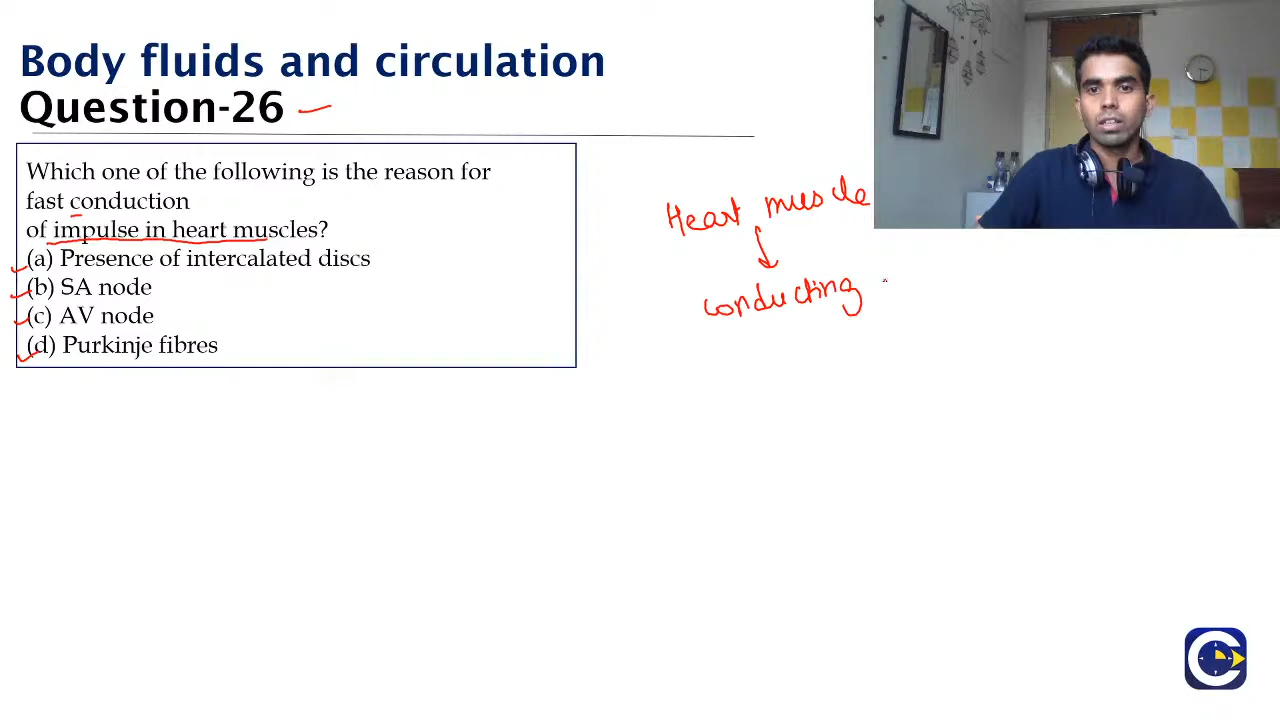 Body fluids and circulation
Question-26
Which one of the following is the reason for
fast conduction
of impulse in heart muscles?
(a) Presence of intercalated discs
(b) SA node
(c) AV node
(d) Purkinje fibres
Heart muscle
conducting